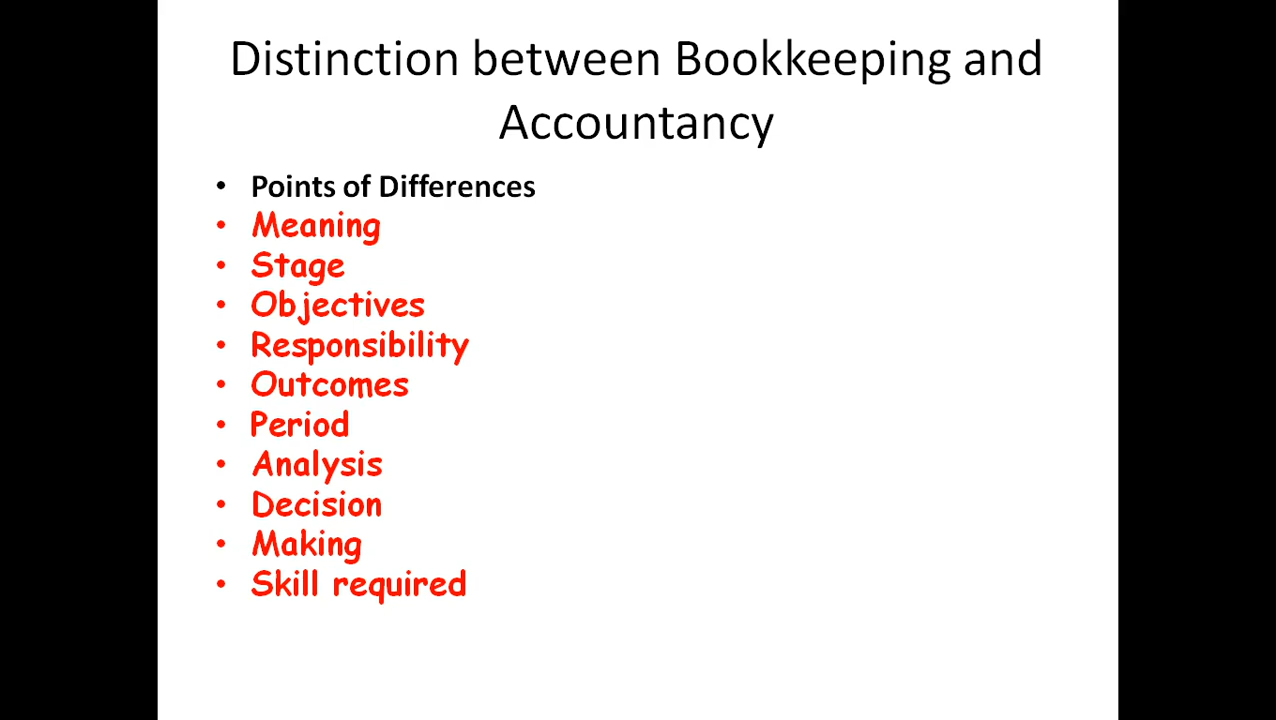 Distinction between Bookkeeping and
Accountancy
• Points of Differences
• Meaning
• Stage
• Objectives
• Responsibility
• Outcomes
• Period
• Analysis
• Decision
• Making
• Skill required